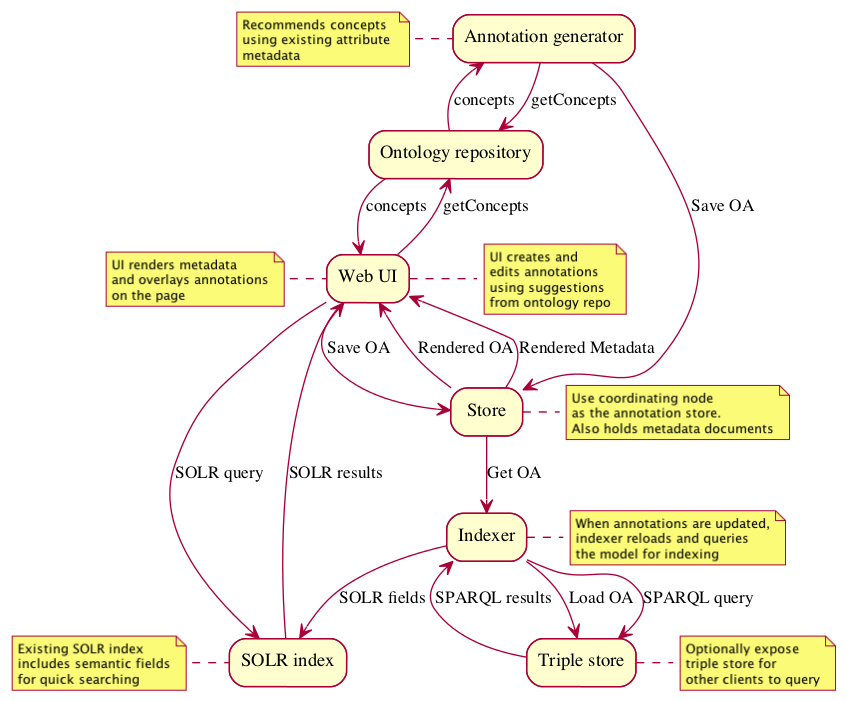 Recommends concepts
using existing attribute
metadata
Annotation generator
concepts
getConcepts
Ontology repository
Save OA
concepts
getConcepts
UI renders metadata
and overlays annotations
on the page
Web UI
UI creates and
edits annotations
using suggestions
from ontology repo
Save OA
Rendered OA
Rendered Metadata
Store
Use coordinating node
as the annotation store.
Also holds metadata documents
SOLR query
SOLR results
Get OA
Indexer
When annotations are updated,
indexer reloads and queries
the model for indexing
SOLR fields
SPARQL results
Load OA
SPARQL query
Existing SOLR index
includes semantic fields
for quick searching
SOLR index
Triple store
Optionally expose
triple store for
other clients to query